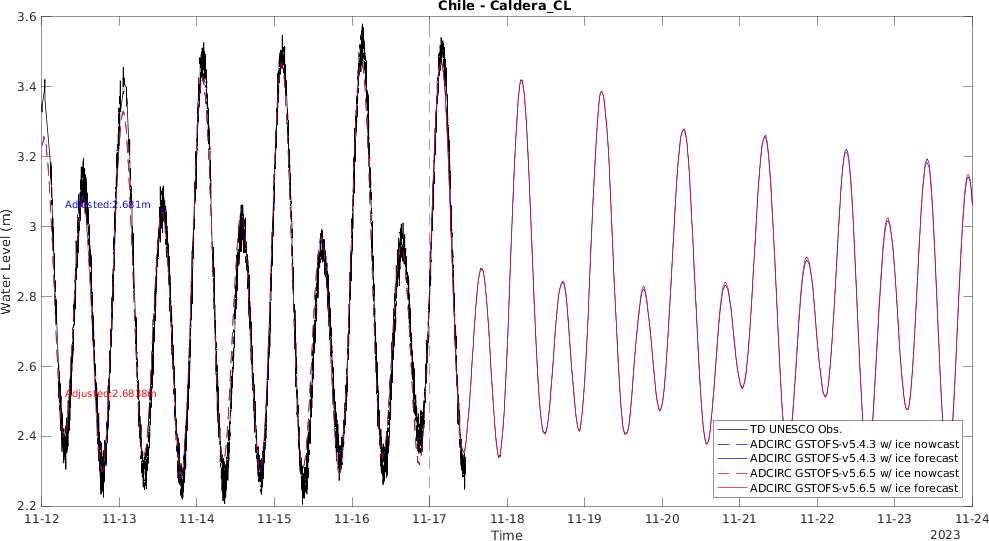 Chile - Caldera_CL
3.6
3.4
3.2
3
2.8
2.6
2.4
2.2
Water Level (m)
Adjusted:2.681m
Adjusted:2.6838m
TD UNESCO Obs.
ADCIRC GSTOFS-v5.4.3 w/ ice nowcast
ADCIRC GSTOFS-v5.4.3 w/ ice forecast
ADCIRC GSTOFS-v5.6.5 w/ ice nowcast
ADCIRC GSTOFS-v5.6.5 w/ ice forecast
11-12 11-13 11-14 11-15 11-16 11-17 11-18 11-19 11-20 11-21 11-22 11-23 11-24
Time
2023